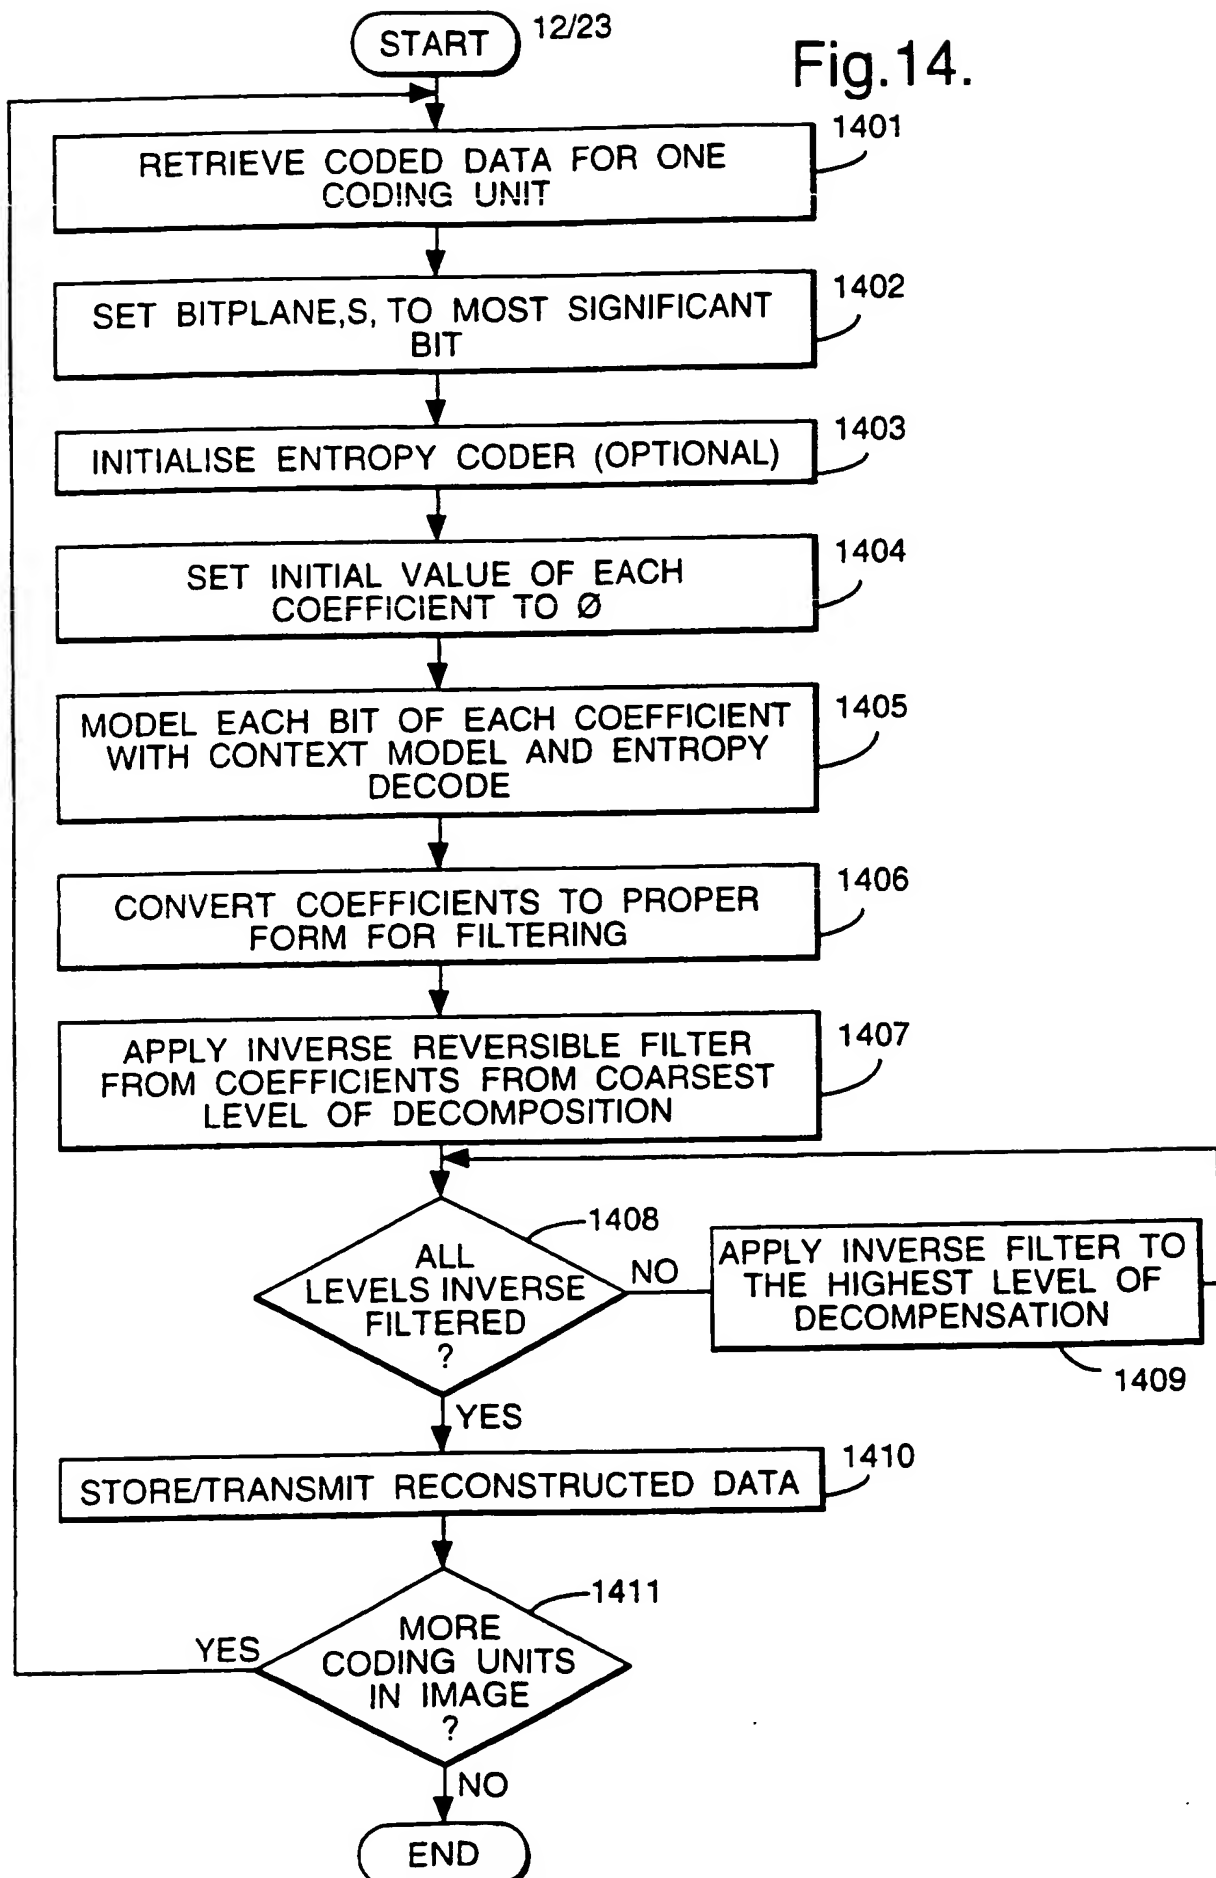 START
12/23
Fig.14.
1401
RETRIEVE CODED DATA FOR ONE
CODING UNIT
1402
SET BITPLANE,S, TO MOST SIGNIFICANT
BIT
1403
INITIALISE ENTROPY CODER (OPTIONAL)
1404
SET INITIAL VALUE OF EACH
COEFFICIENT TO Ø
1405
MODEL EACH BIT OF EACH COEFFICIENT
WITH CONTEXT MODEL AND ENTROPY
DECODE
1406
CONVERT COEFFICIENTS TO PROPER
FORM FOR FILTERING
1407
APPLY INVERSE REVERSIBLE FILTER
FROM COEFFICIENTS FROM COARSEST
LEVEL OF DECOMPOSITION
1408
ALL
LEVELS INVERSE
FILTERED
?
NO
APPLY INVERSE FILTER TO
THE HIGHEST LEVEL OF
DECOMPENSATION
1409
YES
1410
STORE/TRANSMIT RECONSTRUCTED DATA
1411
MORE
CODING UNITS
IN IMAGE
?
YES
NO
END